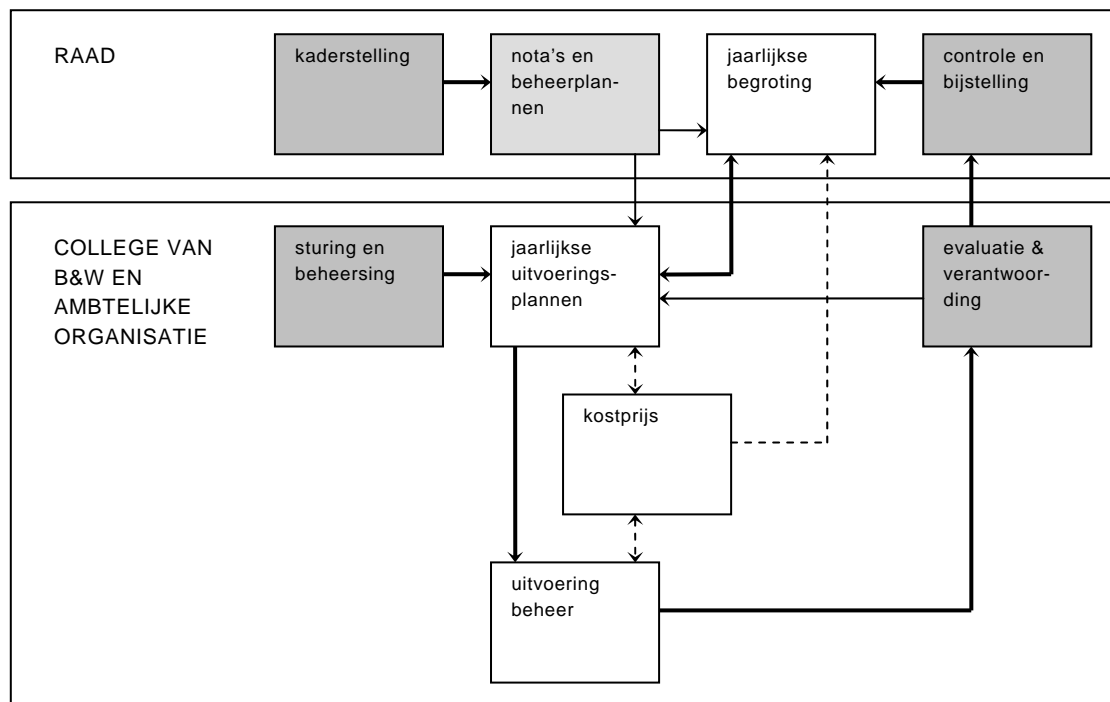 RAAD
kaderstelling
nota’s en
beheerplan-
nen
jaarlijkse
begroting
controle en
bijstelling
COLLEGE VAN
B&W EN
AMBTELIJKE
ORGANISATIE
sturing en
beheersing
jaarlijkse
uitvoerings-
plannen
evaluatie &
verantwoor-
ding
kostprijs
uitvoering
beheer